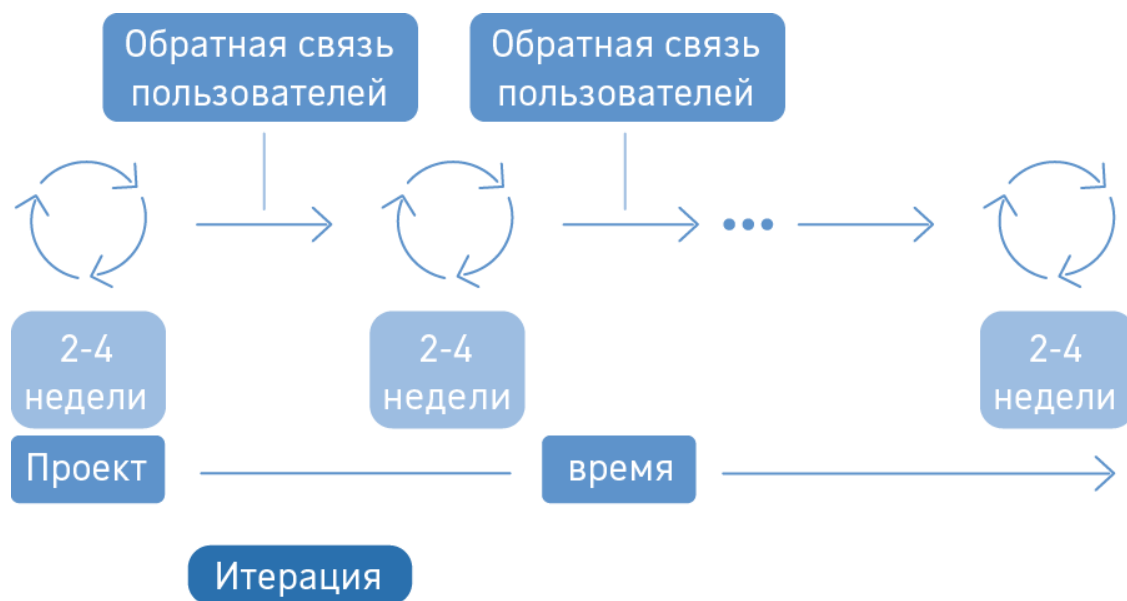 Обратная связь
пользователей
Обратная связь
пользователей
2-4
недели
2-4
недели
2-4
недели
Проект
время
Итерация